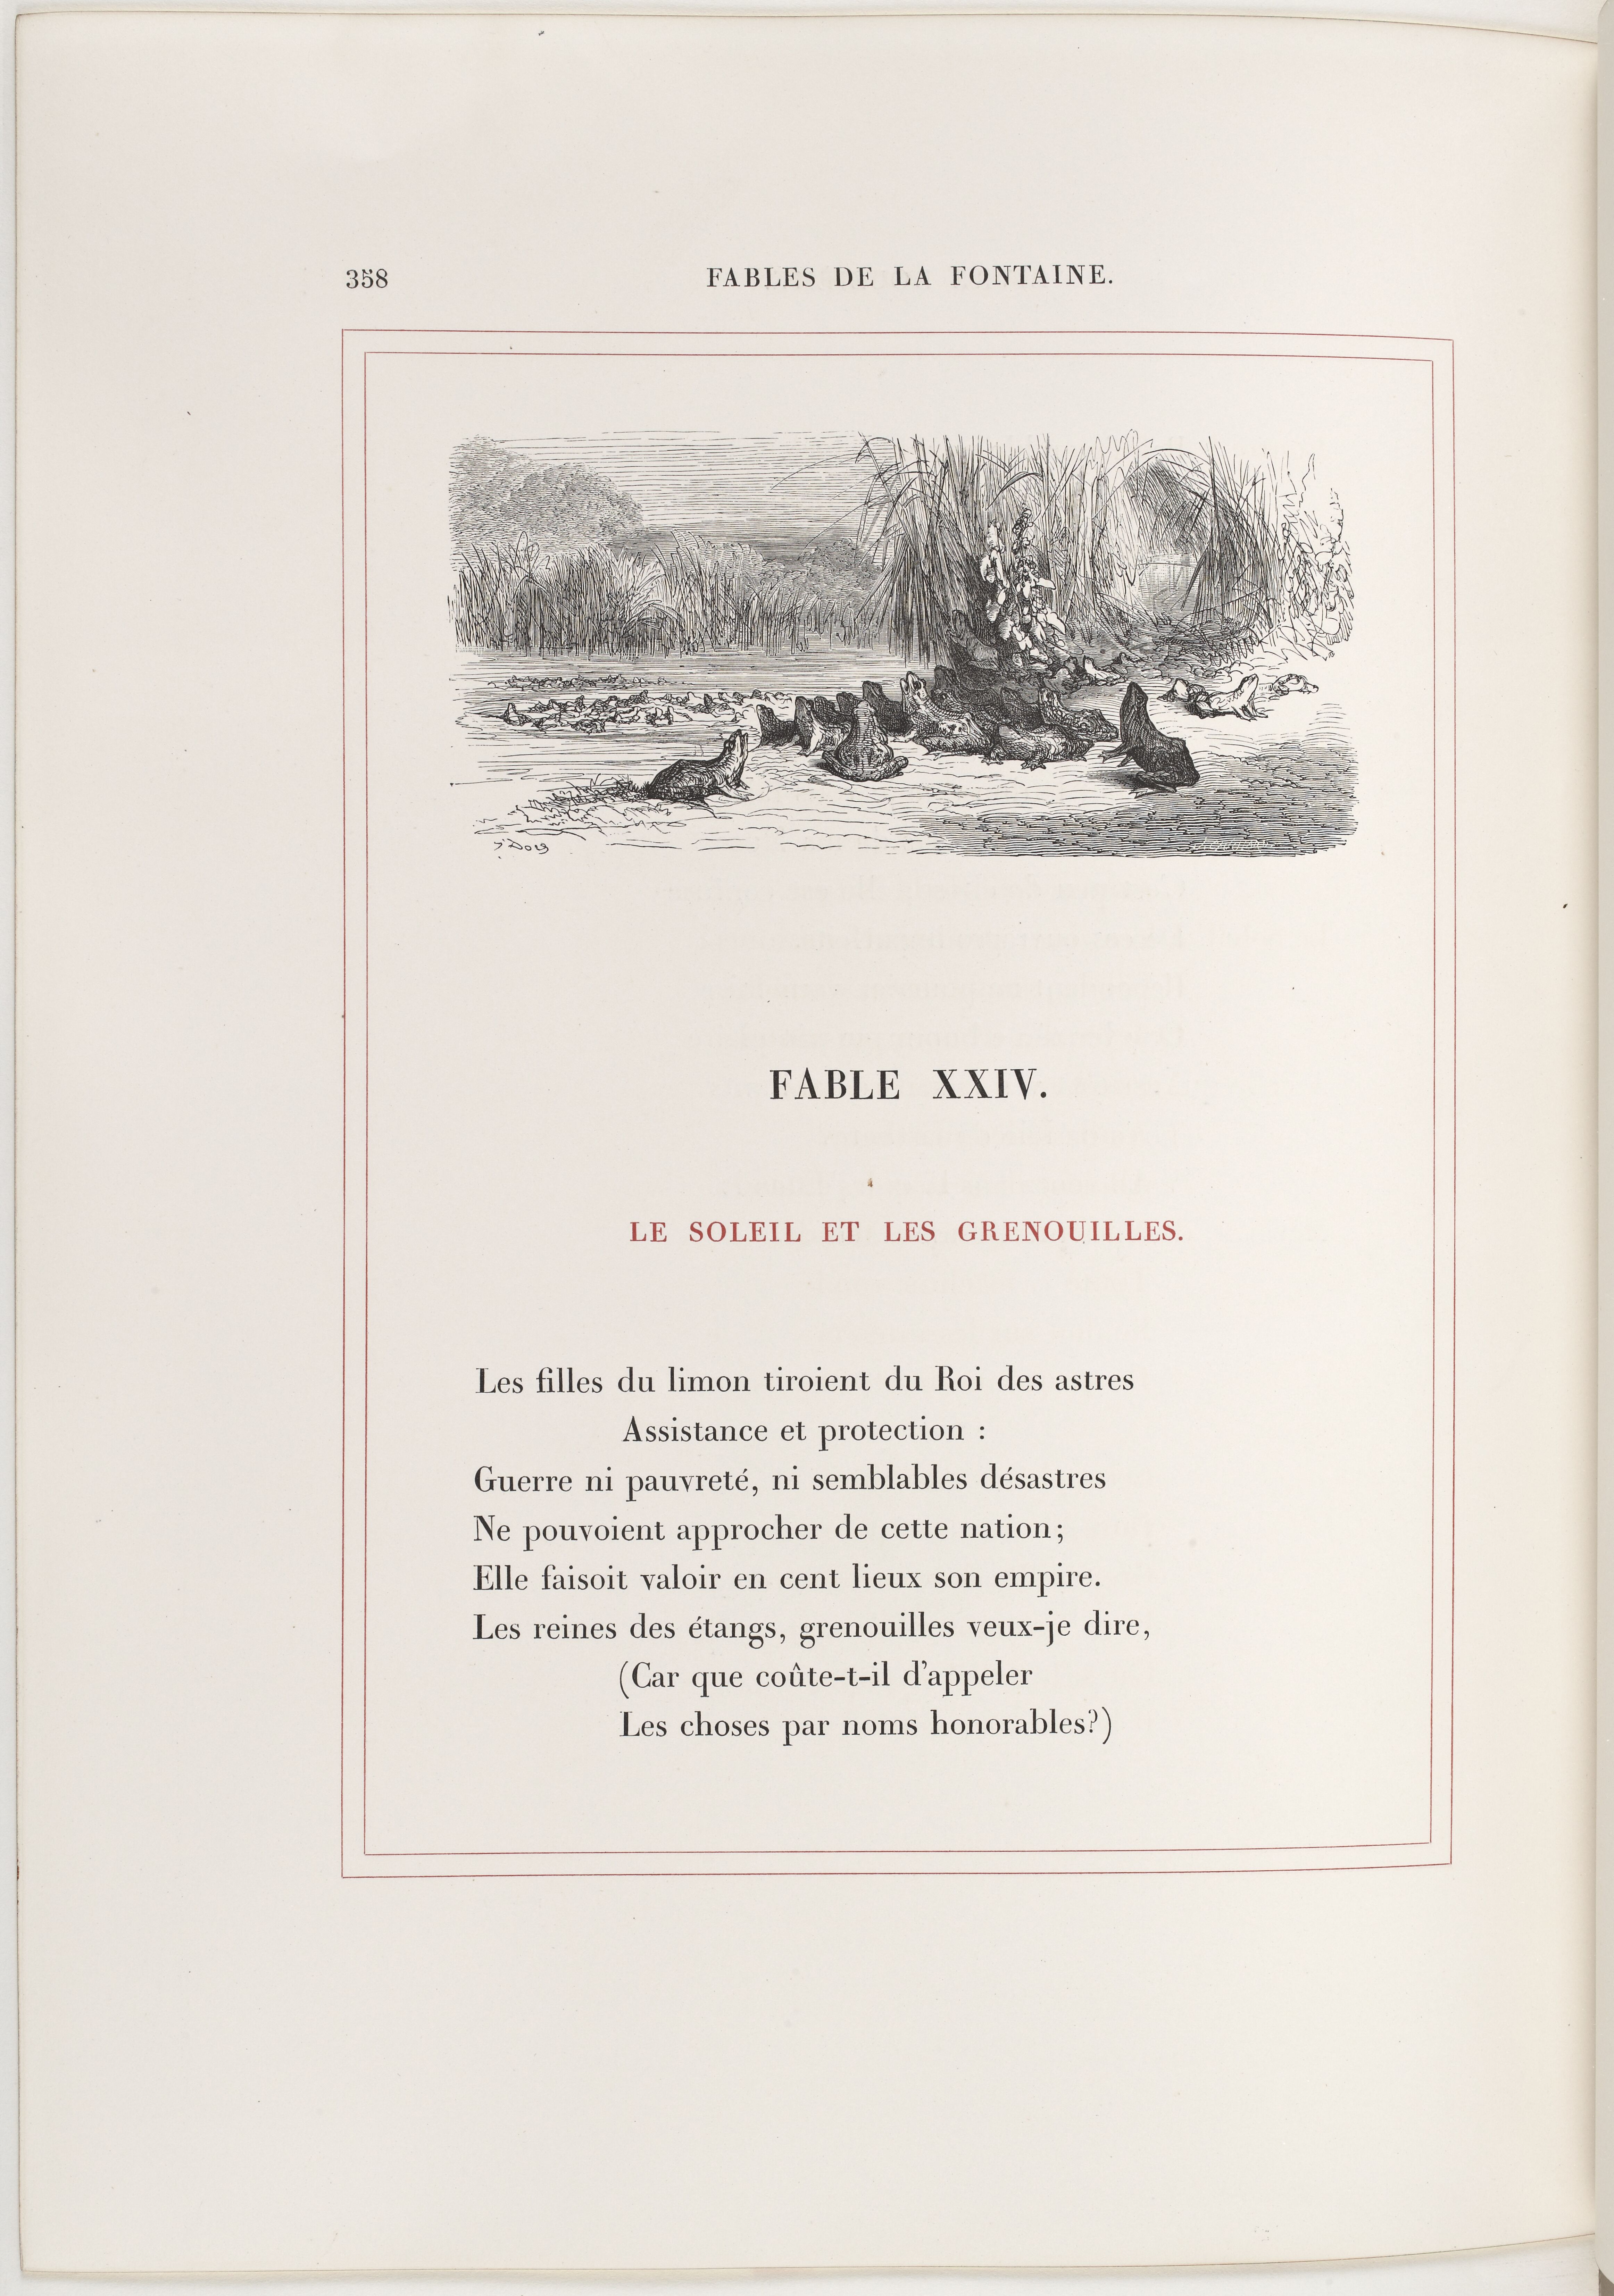 358
FABLES DE LA FONTAINE.
G Doré
FABLE XXIV.
LE SOLEIL ET LES GRENOUILLES.
Les filles du limon tiroient du Roi des astres
Assistance et protection :
Guerre ni pauvreté, ni semblables désastres
Ne pouvoient approcher de cette nation;
Elle faisoit valoir en cent lieux son empire.
Les reines des étangs, grenouilles veux-je dire,
(Car que coûte-t-il d'appeler
Les choses par noms honorables?)